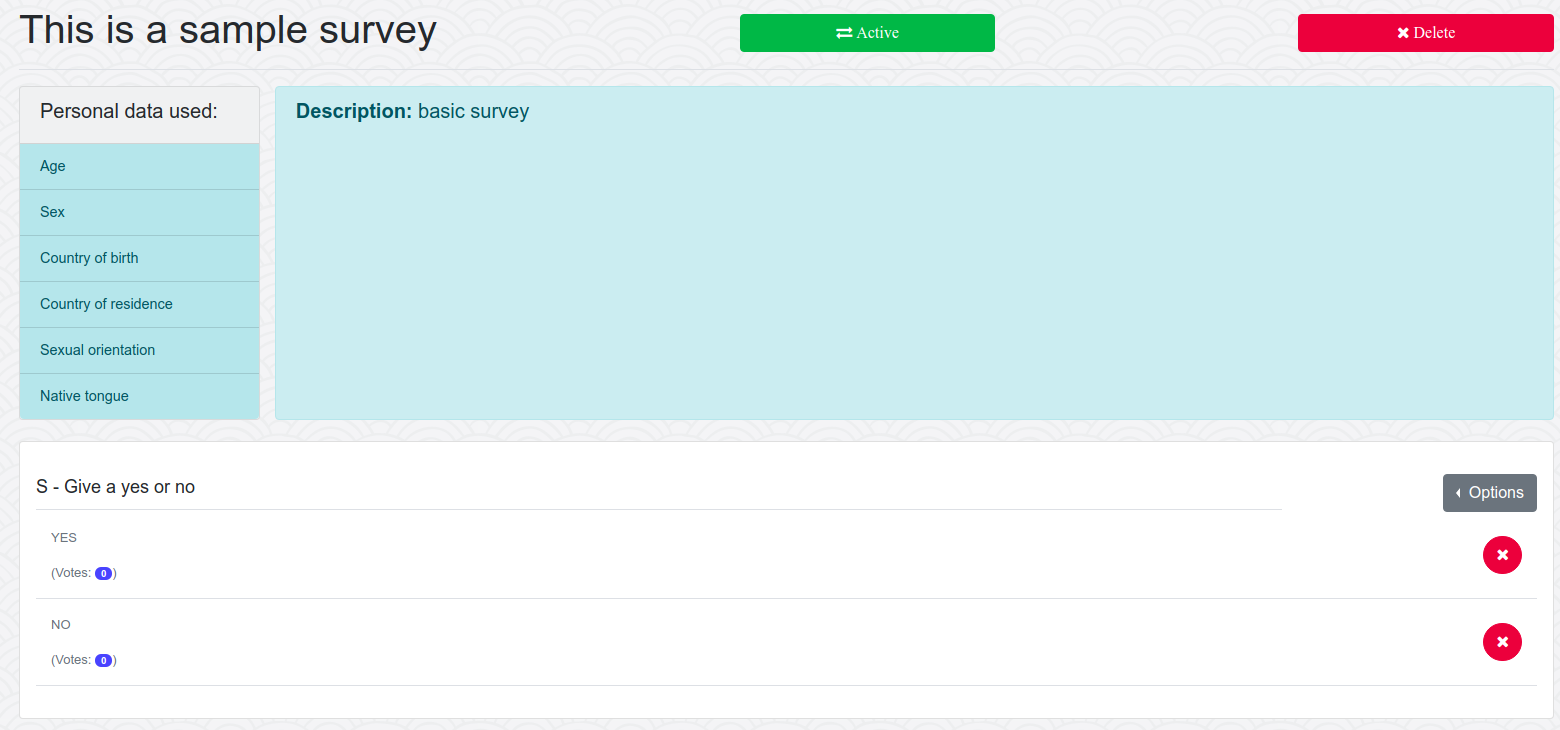 This is a sample survey
Active
Delete
Personal data used:
Age
Sex
Country of birth
Country of residence
Sexual orientation
Native tongue
Description: basic survey
S - Give a yes or no
Options
YES
(Votes: 0)
NO
(Votes: 0)